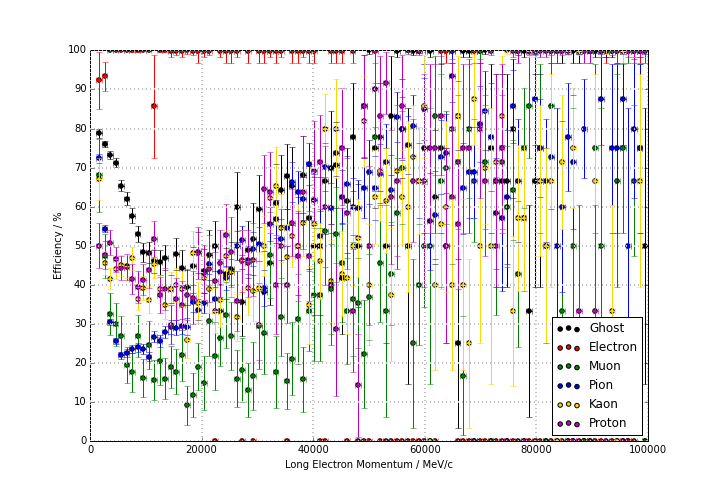 100
90
80
70
60
50
40
30
20
10
0
Efficiency / %
0
20000
40000
60000
80000
100000
Long Electron Momentum / MeV/c
Ghost
Electron
Muon
Pion
Kaon
Proton